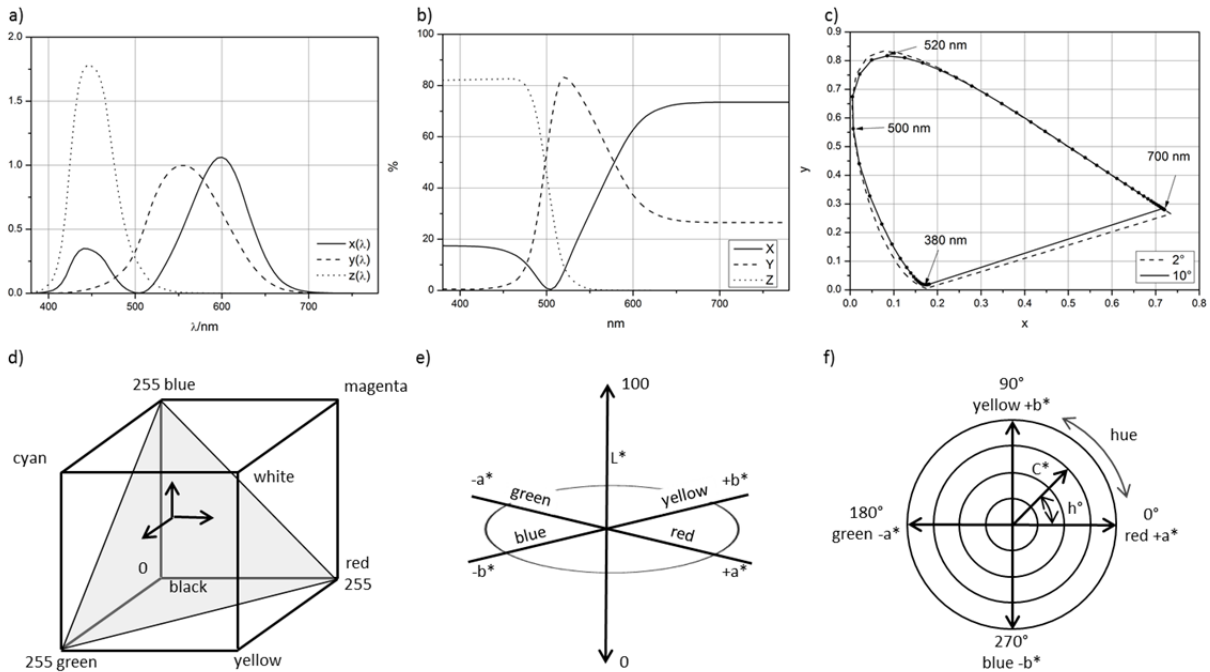 a)
2.0
1.5
1.0
0.5
0.0
400 500 600 700
λ/nm
x(λ)
y(λ)
z(λ)
b)
100
80
60
40
20
0
%
400 500 600 700
nm
X
Y
Z
c)
0.9
0.8
0.7
0.6
0.5
0.4
0.3
0.2
0.1
0.0
y
0.0 0.1 0.2 0.3 0.4 0.5 0.6 0.7 0.8
x
520 nm
500 nm
700 nm
380 nm
2°
10°
d)
255 blue
magenta
cyan
white
0
black
red
255
255 green
yellow
e)
100
L*
-a*
+b*
green
yellow
blue
red
-b*
+a*
0
f)
90°
yellow +b*
hue
C*
h°
180°
green -a*
0°
red +a*
270°
blue -b*